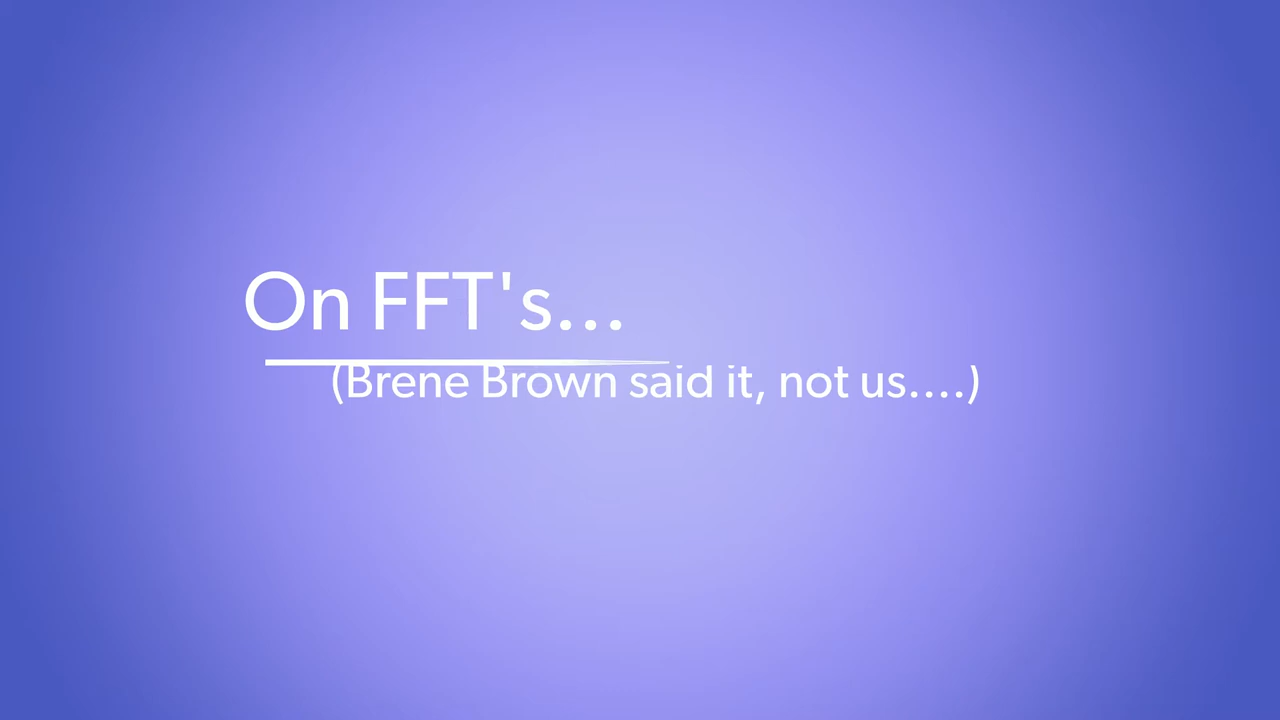 On FFT's...
(Brene Brown said it, not us....)